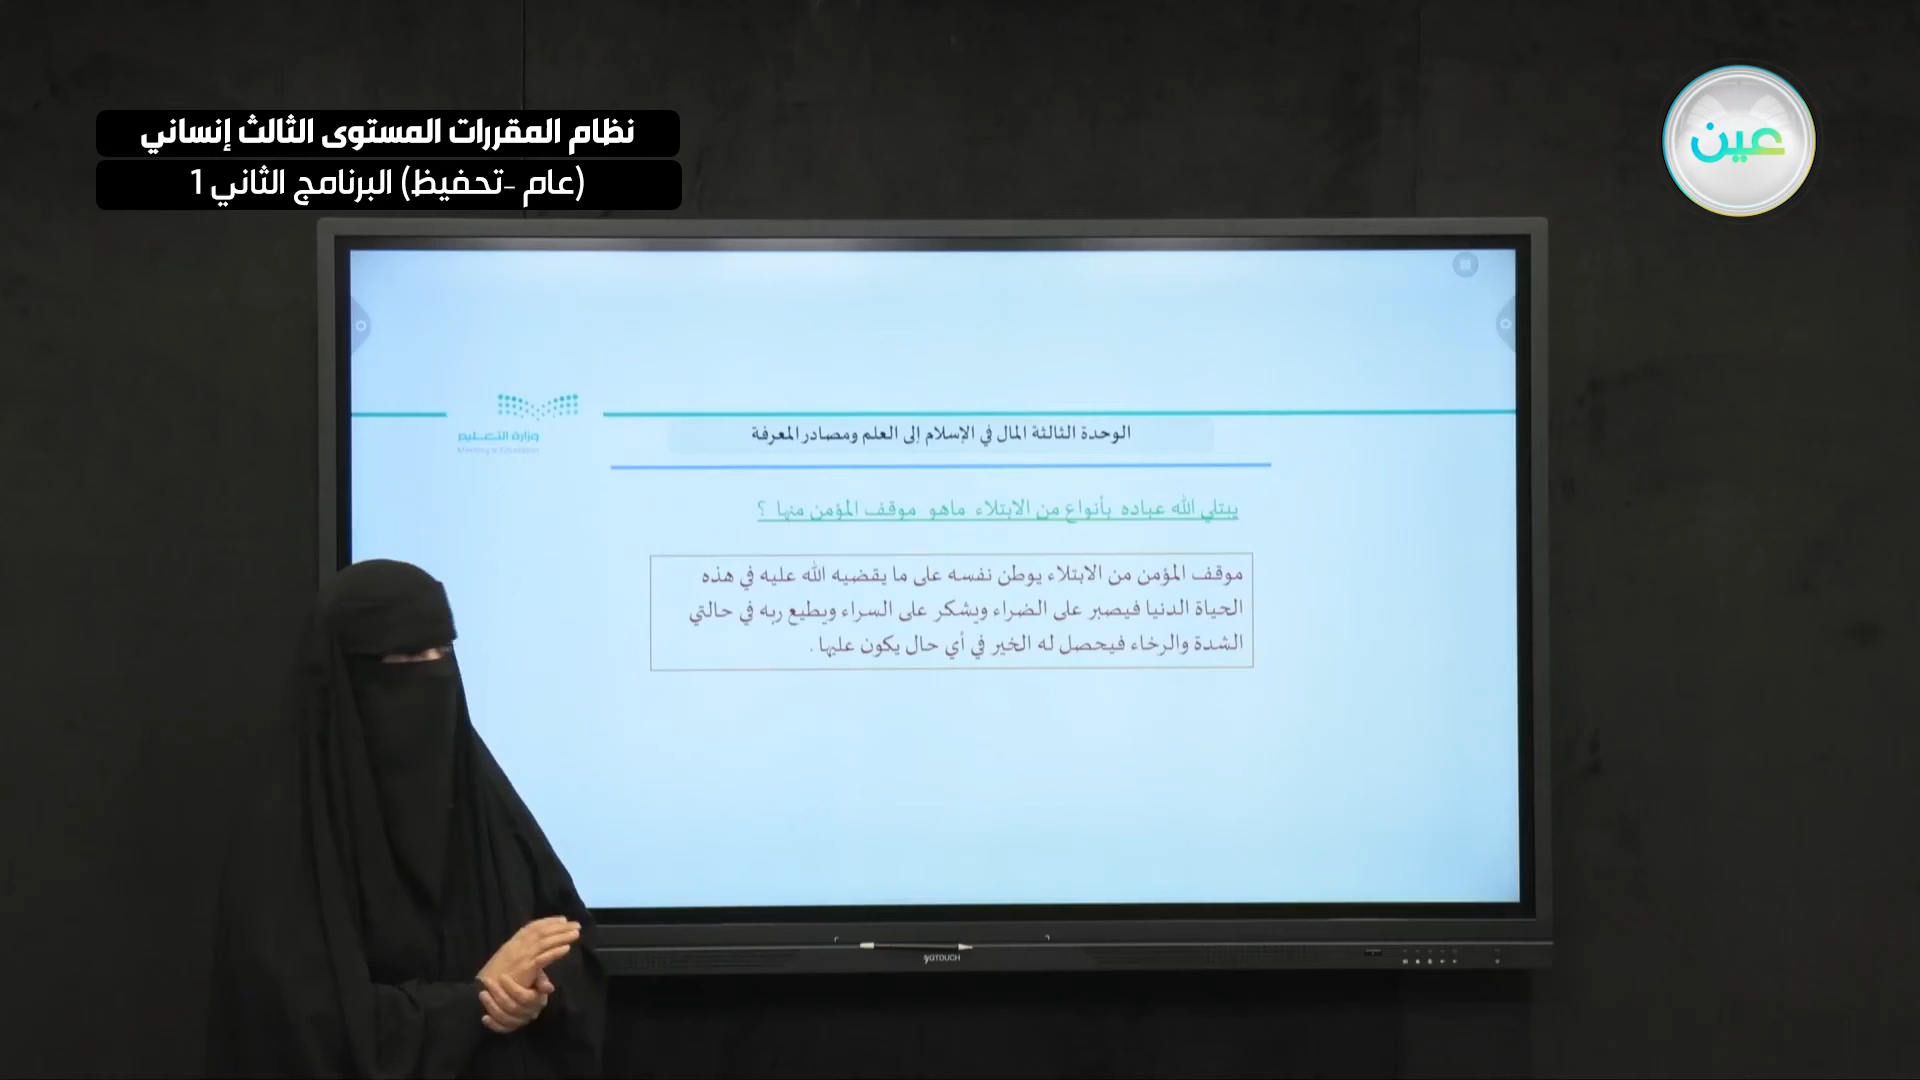 نظام المقررات المستوى الثالث إنساني
(عام -تحفيظ) البرنامج الثاني 1
عين
وزارة التعليم
Ministry of Education
الوحدة الثالثة المال في الإسلام إلى العلم ومصادر المعرفة
يبتلي الله عباده بأنواع من الابتلاء ماهو موقف المؤمن منها ؟
موقف المؤمن من الابتلاء يوطن نفسه على ما يقضيه الله عليه في هذه
الحياة الدنيا فيصبر على الضراء ويشكر على السراء ويطيع ربه في حالتي
الشدة والرخاء فيحصل له الخير في أي حال يكون عليها .